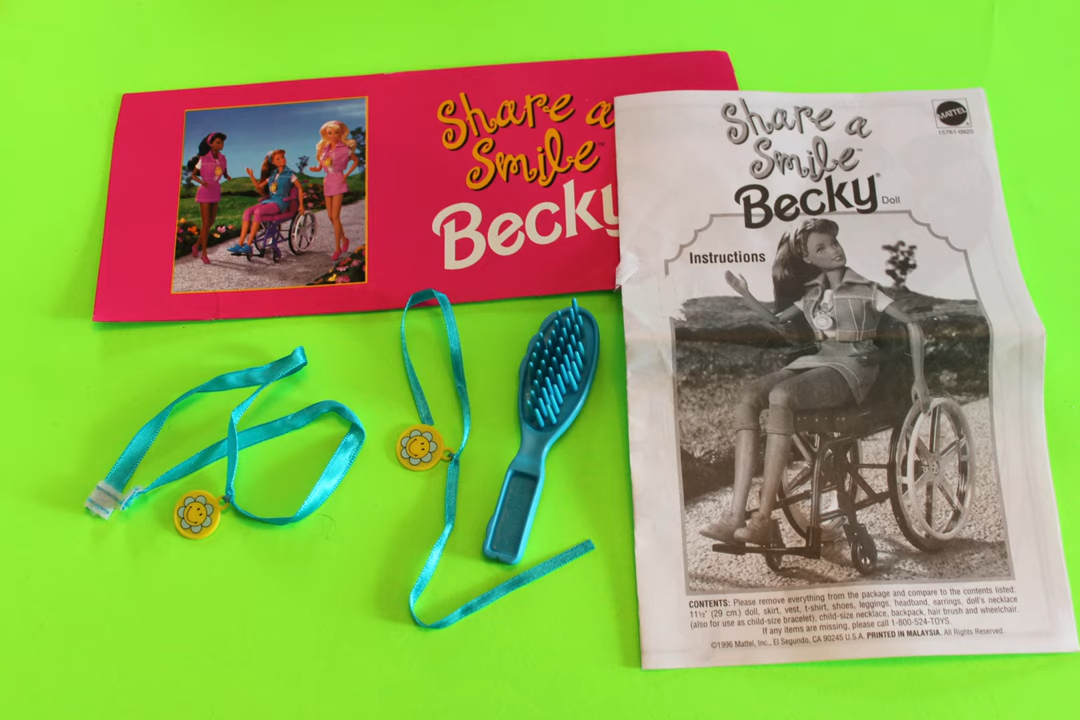 Share a
Smile™
Becky
Share a
Smile™
Becky® Doll
MATTEL
15761-0920
Instructions
CONTENTS: Please remove everything from the package and compare to the contents listed:
11½" (29 cm) doll, skirt, vest, t-shirt, shoes, leggings, headband, earrings, doll's necklace
(also for use as child-size bracelet), child-size necklace, backpack, hair brush and wheelchair.
If any items are missing, please call 1-800-524-TOYS.
©1996 Mattel, Inc., El Segundo, CA 90245 U.S.A. PRINTED IN MALAYSIA. All Rights Reserved.